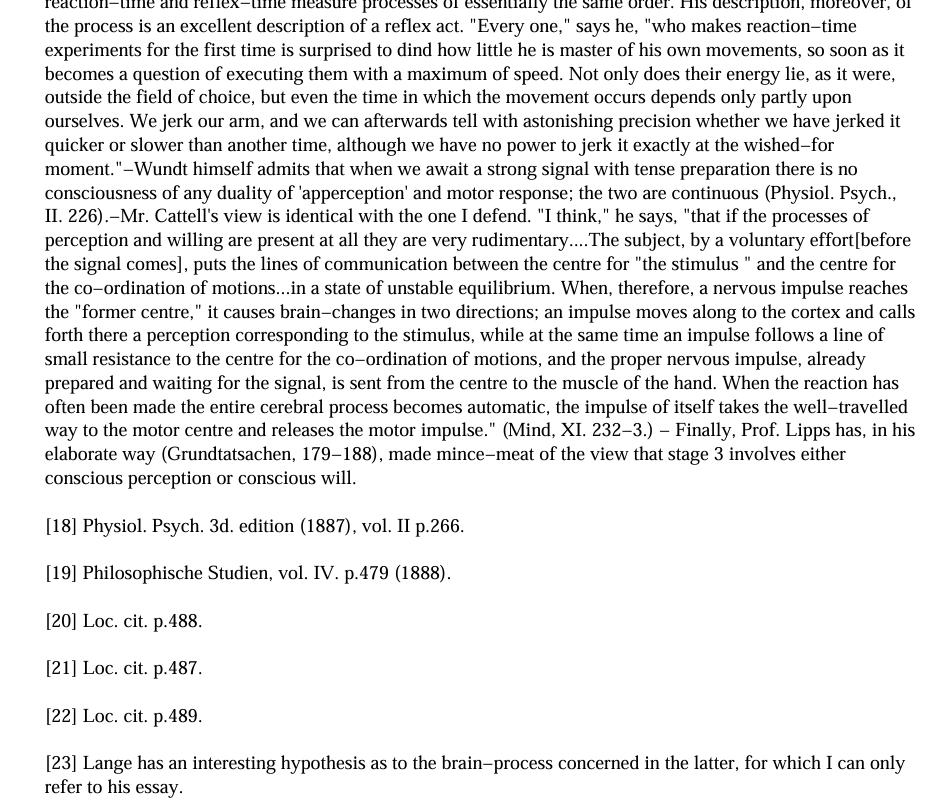 reaction−time and reflex−time measure processes of essentially the same order. His description, moreover, of
the process is an excellent description of a reflex act. "Every one," says he, "who makes reaction−time
experiments for the first time is surprised to dind how little he is master of his own movements, so soon as it
becomes a question of executing them with a maximum of speed. Not only does their energy lie, as it were,
outside the field of choice, but even the time in which the movement occurs depends only partly upon
ourselves. We jerk our arm, and we can afterwards tell with astonishing precision whether we have jerked it
quicker or slower than another time, although we have no power to jerk it exactly at the wished−for
moment."−Wundt himself admits that when we await a strong signal with tense preparation there is no
consciousness of any duality of 'apperception' and motor response; the two are continuous (Physiol. Psych.,
II. 226).−Mr. Cattell's view is identical with the one I defend. "I think," he says, "that if the processes of
perception and willing are present at all they are very rudimentary....The subject, by a voluntary effort[before
the signal comes], puts the lines of communication between the centre for "the stimulus " and the centre for
the co−ordination of motions...in a state of unstable equilibrium. When, therefore, a nervous impulse reaches
the "former centre," it causes brain−changes in two directions; an impulse moves along to the cortex and calls
forth there a perception corresponding to the stimulus, while at the same time an impulse follows a line of
small resistance to the centre for the co−ordination of motions, and the proper nervous impulse, already
prepared and waiting for the signal, is sent from the centre to the muscle of the hand. When the reaction has
often been made the entire cerebral process becomes automatic, the impulse of itself takes the well−travelled
way to the motor centre and releases the motor impulse." (Mind, XI. 232−3.) − Finally, Prof. Lipps has, in his
elaborate way (Grundtatsachen, 179−188), made mince−meat of the view that stage 3 involves either
conscious perception or conscious will.
[18] Physiol. Psych. 3d. edition (1887), vol. II p.266.
[19] Philosophische Studien, vol. IV. p.479 (1888).
[20] Loc. cit. p.488.
[21] Loc. cit. p.487.
[22] Loc. cit. p.489.
[23] Lange has an interesting hypothesis as to the brain−process concerned in the latter, for which I can only
refer to his essay.